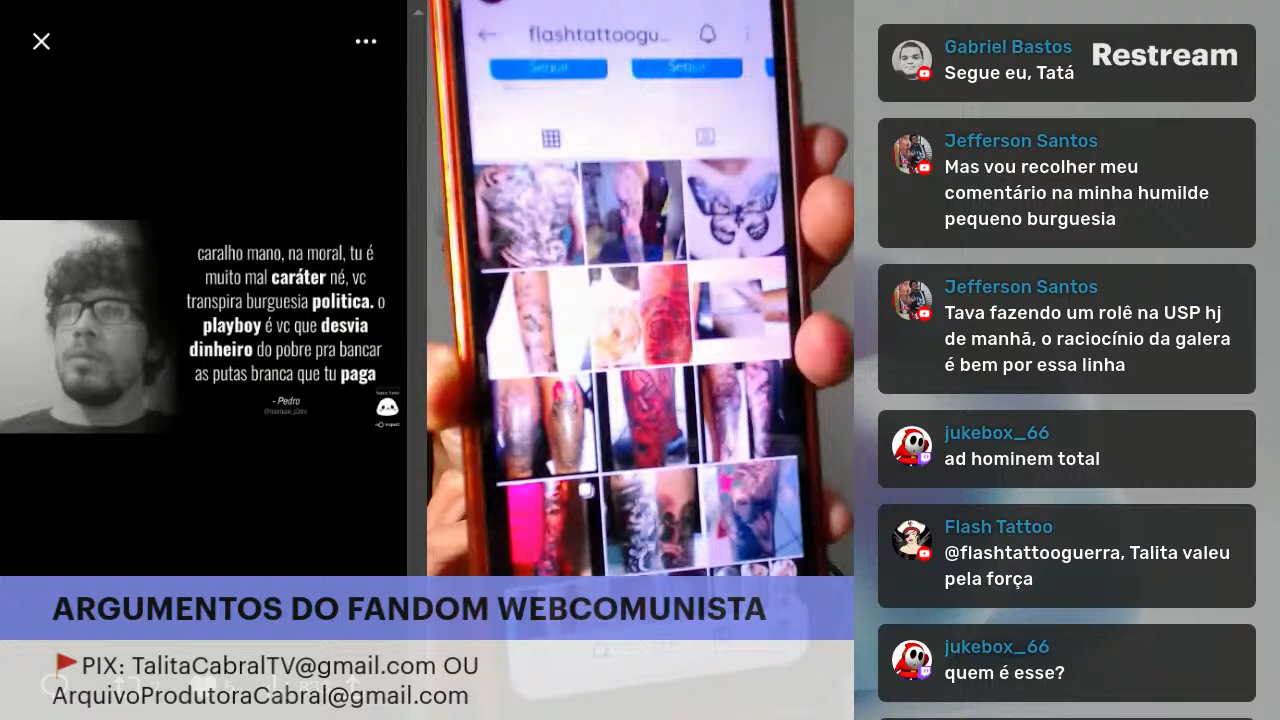 caralho mano, na moral, tu é
muito mal caráter né, vc
transpira burguesia politica. o
playboy é vc que desvia
dinheiro do pobre pra bancar
as putas branca que tu paga
- Pedro
flashtattoogu...
Seguir
Seguir
ARGUMENTOS DO FANDOM WEBCOMUNISTA
PIX: TalitaCabralTV@gmail.com OU
ArquivoProdutoraCabral@gmail.com
Restream
Gabriel Bastos
Segue eu, Tatá
Jefferson Santos
Mas vou recolher meu
comentário na minha humilde
pequeno burguesia
Jefferson Santos
Tava fazendo um rolê na USP hj
de manhã, o raciocínio da galera
é bem por essa linha
jukebox_66
ad hominem total
Flash Tattoo
@flashtattooguerra, Talita valeu
pela força
jukebox_66
quem é esse?